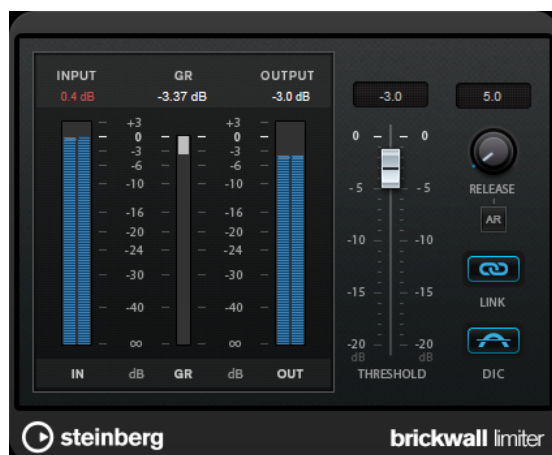 INPUT GR OUTPUT
0.4 dB -3.37 dB -3.0 dB
+3 +3
0 0
-3 -3
-6 -6
-10 -10
-16 -16
-20 -20
-24 -24
-30 -30
-40 -40
∞ ∞
IN dB GR dB OUT
-3.0
0 0
-5 -5
-10 -10
-15 -15
-20 -20
dB dB
THRESHOLD
5.0
RELEASE
AR
LINK
DIC
steinberg
brickwall limiter